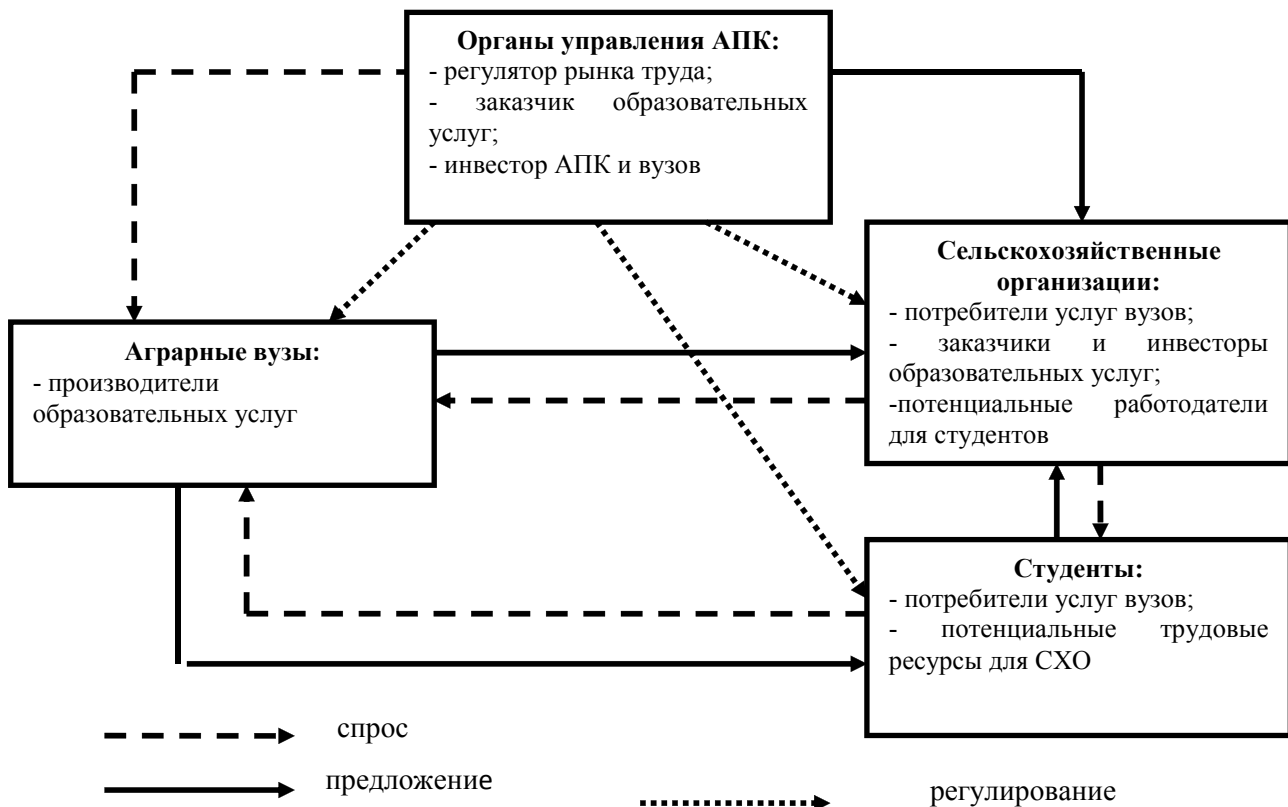 Органы управления АПК:
- регулятор рынка труда;
- заказчик образовательных
услуг;
- инвестор АПК и вузов
Сельскохозяйственные
организации:
- потребители услуг вузов;
- заказчики и инвесторы
образовательных услуг;
-потенциальные работодатели
для студентов
Аграрные вузы:
- производители
образовательных услуг
Студенты:
- потребители услуг вузов;
- потенциальные трудовые
ресурсы для СХО
спрос
предложение
регулирование